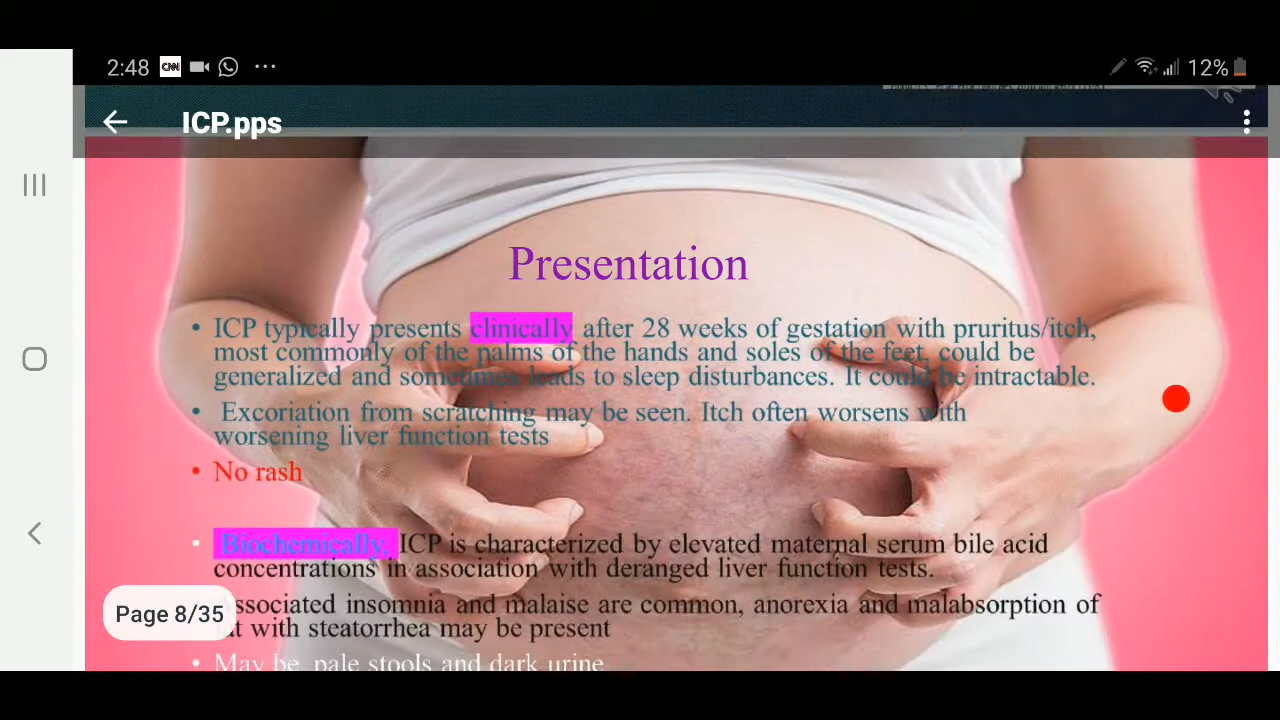 2:48 CNN ... 12%
ICP.pps
Presentation
• ICP typically presents clinically after 28 weeks of gestation with pruritus/itch,
most commonly of the palms of the hands and soles of the feet, could be
generalized and sometimes leads to sleep disturbances. It could be intractable.
• Excoriation from scratching may be seen. Itch often worsens with
worsening liver function tests
• No rash
• Biochemically, ICP is characterized by elevated maternal serum bile acid
concentrations in association with deranged liver function tests.
ssociated insomnia and malaise are common, anorexia and malabsorption of
Page 8/35
with steatorrhea may be present
• May be pale stools and dark urine